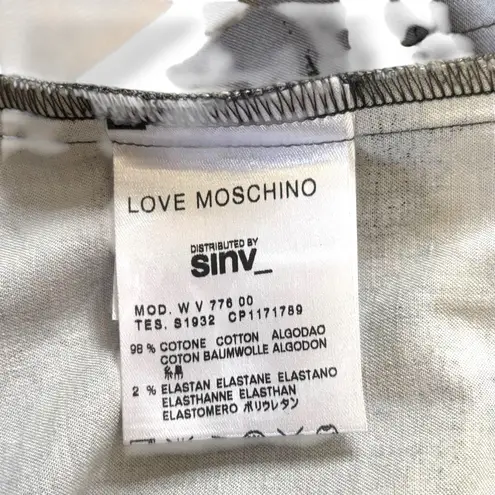 LOVE MOSCHINO
DISTRIBUTED BY
sinv_
MOD. W V 776 00
TES. S1932 CP1171789
98 % COTONE COTTON ALGODAO
COTON BAUMWOLLE ALGODON
綿
2 % ELASTAN ELASTANE ELASTANO
ELASTHANNE ELASTHAN
ELASTOMERO ポリウレタン